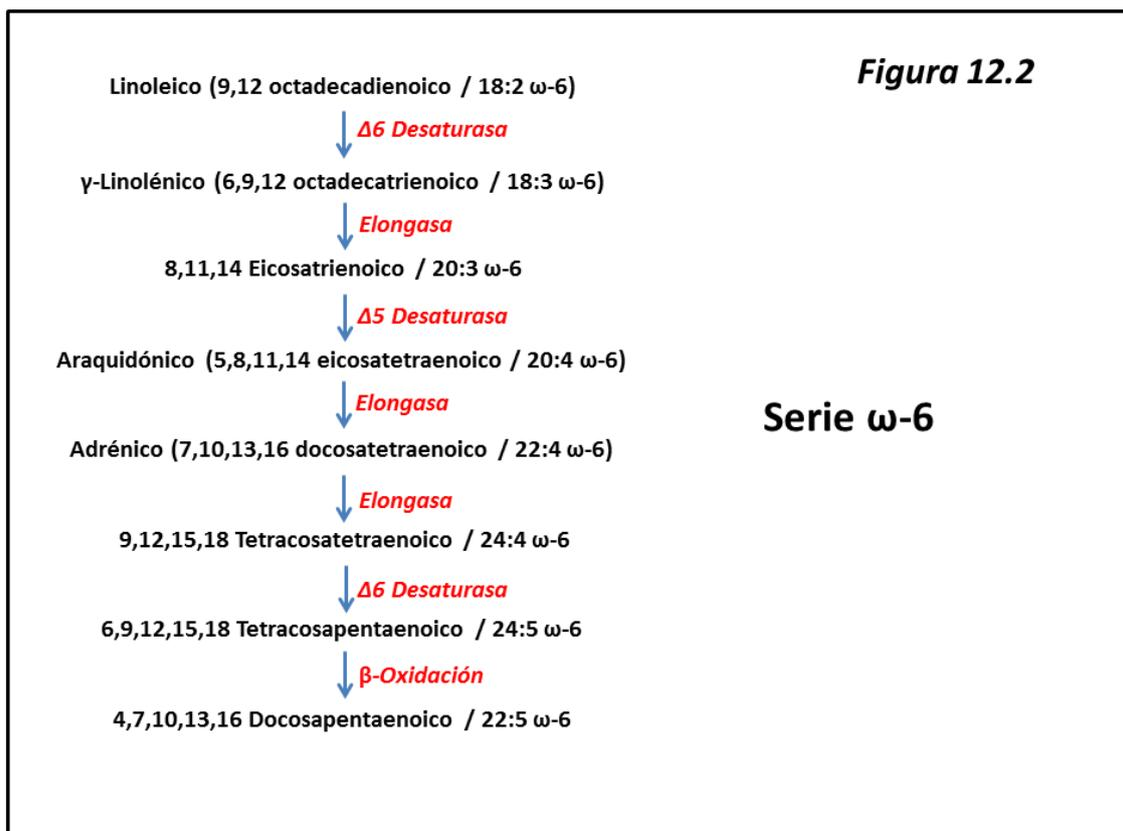 Figura 12.2
Linoleico (9,12 octadecadienoico / 18:2 ω-6)
Δ6 Desaturasa
γ-Linolénico (6,9,12 octadecatrienoico / 18:3 ω-6)
Elongasa
8,11,14 Eicosatrienoico / 20:3 ω-6
Δ5 Desaturasa
Araquidónico (5,8,11,14 eicosatetraenoico / 20:4 ω-6)
Elongasa
Serie ω-6
Adrénico (7,10,13,16 docosatetraenoico / 22:4 ω-6)
Elongasa
9,12,15,18 Tetracosatetraenoico / 24:4 ω-6
Δ6 Desaturasa
6,9,12,15,18 Tetracosapentaenoico / 24:5 ω-6
β-Oxidación
4,7,10,13,16 Docosapentaenoico / 22:5 ω-6